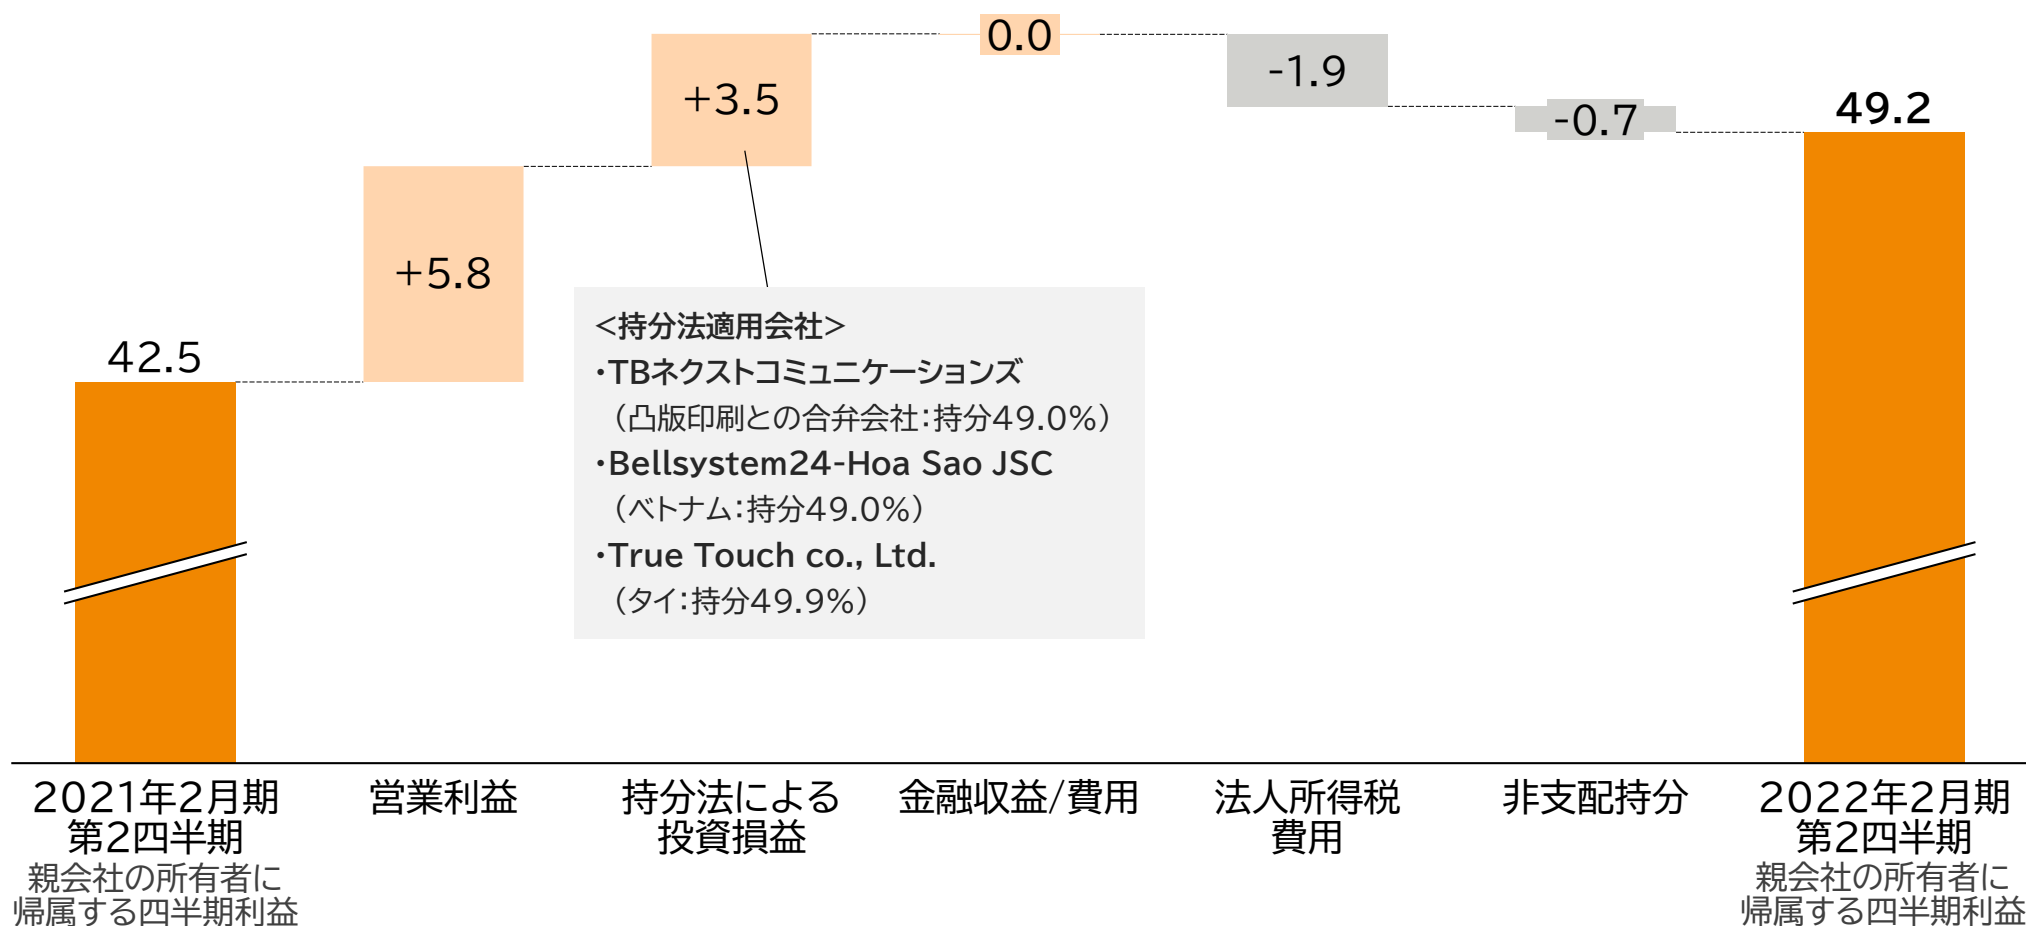 42.5
+5.8
+3.5
0.0
-1.9
-0.7
49.2
<持分法適用会社>
・TBネクストコミュニケーションズ
（凸版印刷との合弁会社：持分49.0%）
・Bellsystem24-Hoa Sao JSC
（ベトナム：持分49.0%）
・True Touch co., Ltd.
（タイ：持分49.9%）
2021年2月期
第2四半期
親会社の所有者に
帰属する四半期利益
営業利益
持分法による
投資損益
金融収益/費用
法人所得税
費用
非支配持分
2022年2月期
第2四半期
親会社の所有者に
帰属する四半期利益